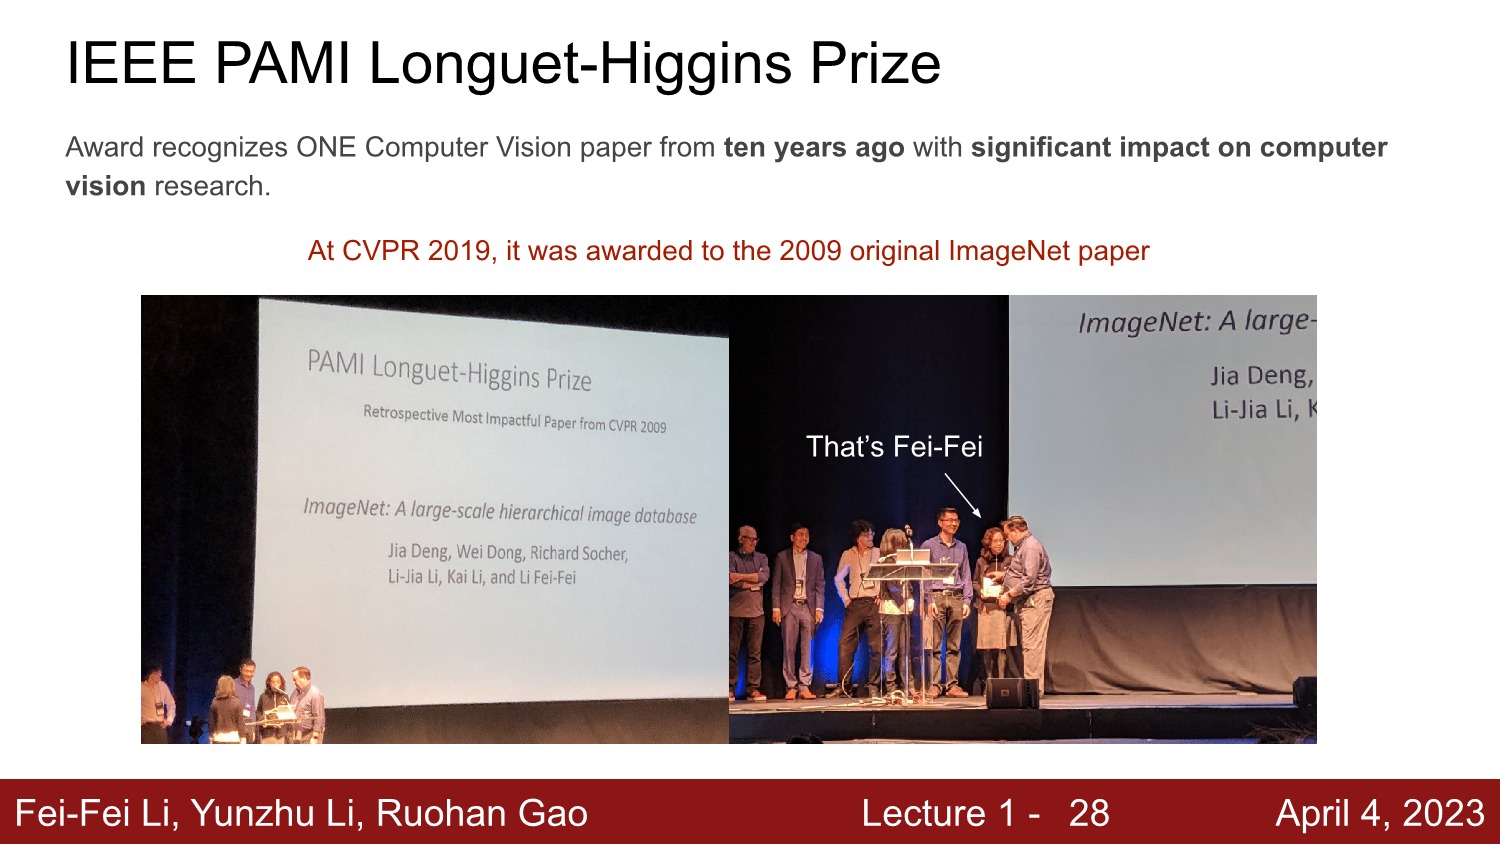 IEEE PAMI Longuet-Higgins Prize
Award recognizes ONE Computer Vision paper from ten years ago with significant impact on computer
vision research.
At CVPR 2019, it was awarded to the 2009 original ImageNet paper
PAMI Longuet-Higgins Prize
Retrospective Most Impactful Paper from CVPR 2009
ImageNet: A large-scale hierarchical image database
Jia Deng, Wei Dong, Richard Socher,
Li-Jia Li, Kai Li, and Li Fei-Fei
ImageNet: A large-
Jia Deng,
Li-Jia Li, K
That's Fei-Fei
Fei-Fei Li, Yunzhu Li, Ruohan Gao
Lecture 1 - 28
April 4, 2023